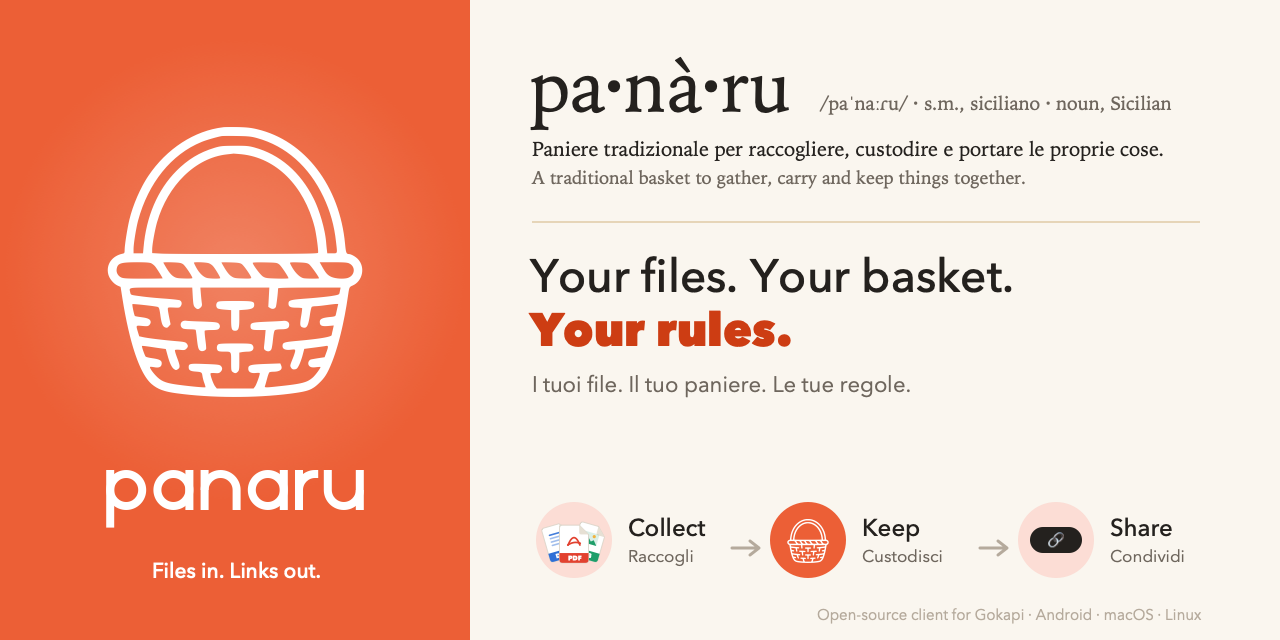 panaru
Files in. Links out.
pa•nà•ru /paˈnaːɾu/ · s.m., siciliano · noun, Sicilian
Paniere tradizionale per raccogliere, custodire e portare le proprie cose.
A traditional basket to gather, carry and keep things together.
Your files. Your basket.
Your rules.
I tuoi file. Il tuo paniere. Le tue regole.
PDF
Collect
Raccogli
Keep
Custodisci
Share
Condividi
Open-source client for Gokapi · Android · macOS · Linux